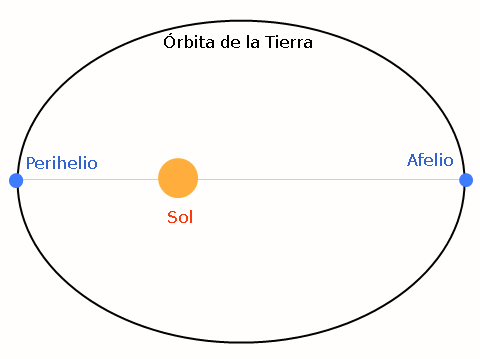 Órbita de la Tierra
Perihelio
Afelio
Sol